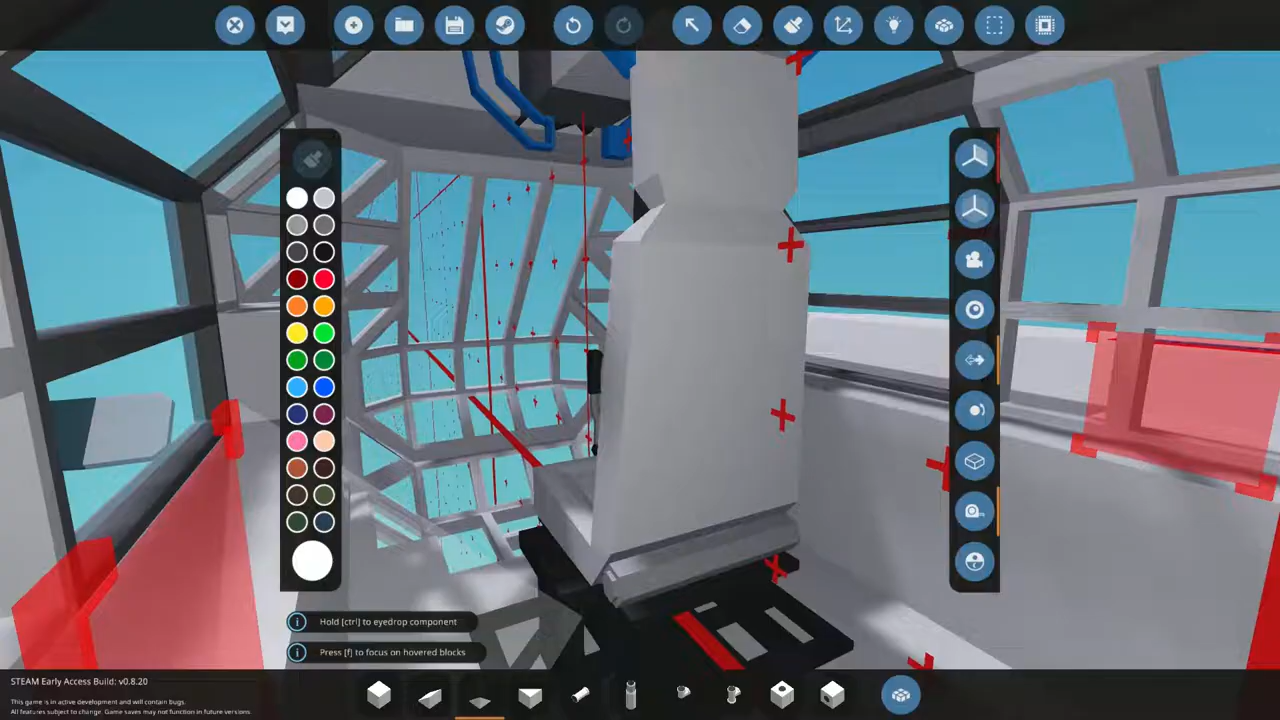 Hold [ctrl] to eyedrop component
Press [f] to focus on hovered blocks
STEAM Early Access Build: v0.8.20
This game is in active development and will contain bugs.
All features subject to change. Game saves may not function in future versions.